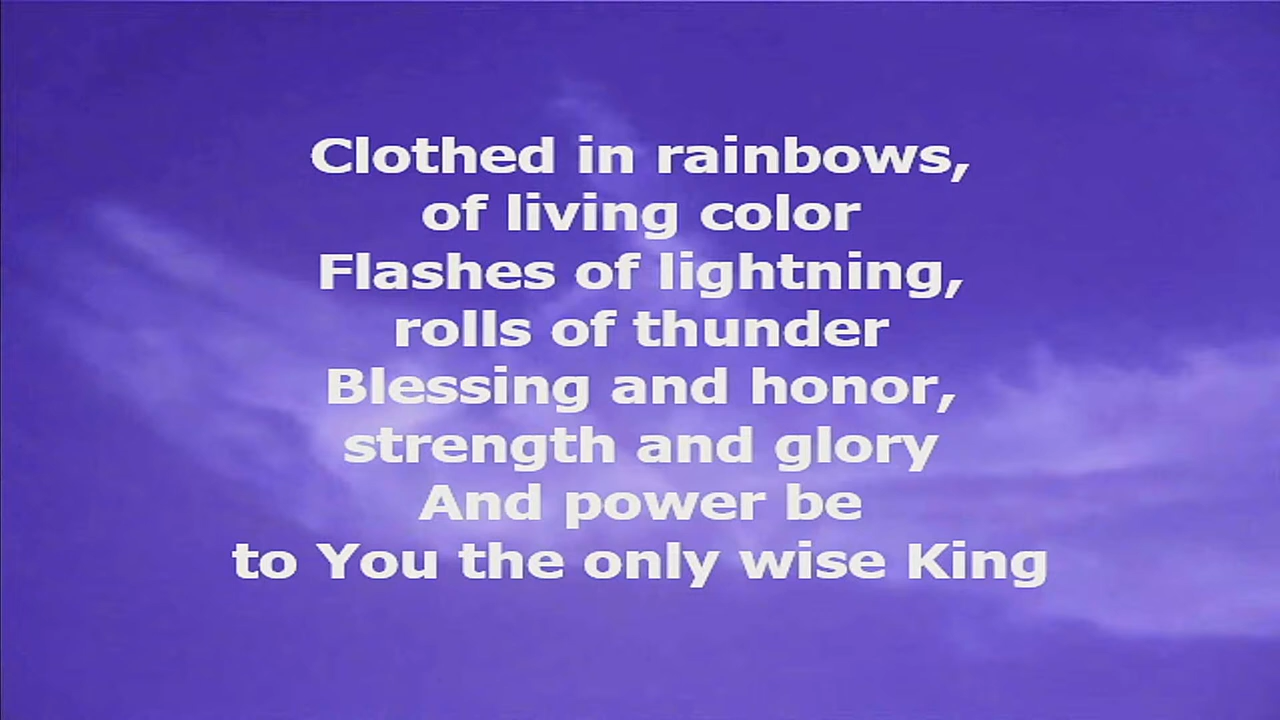 Clothed in rainbows,
of living color
Flashes of lightning,
rolls of thunder
Blessing and honor,
strength and glory
And power be
to You the only wise King